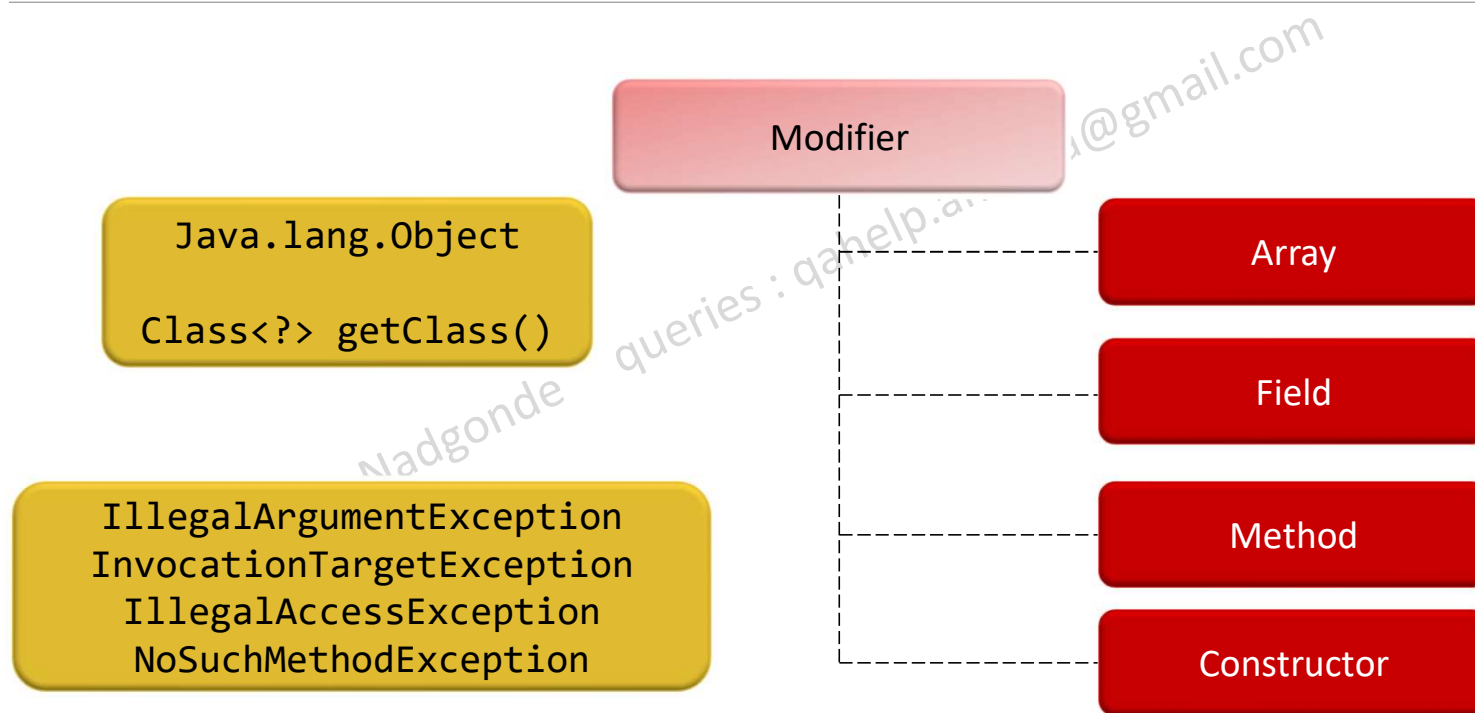 @gmail.com
Modifier
Java.lang.Object
Class<?> getClass()
queries : qahelp.
Nadgonde
Array
Field
Method
Constructor
IllegalArgumentException
InvocationTargetException
IllegalAccessException
NoSuchMethodException